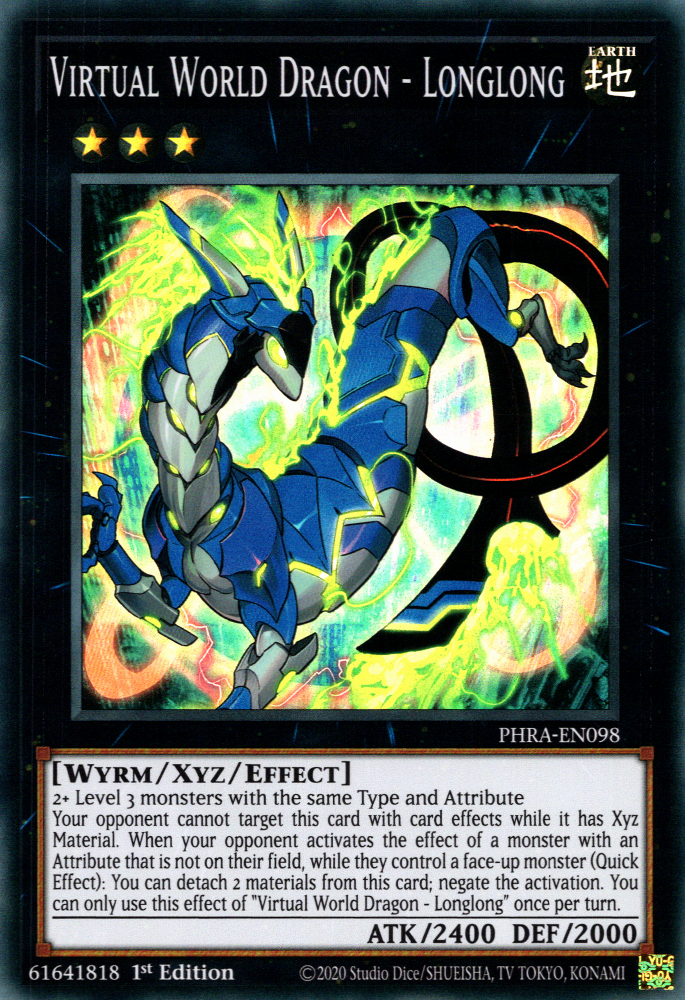 VIRTUAL WORLD DRAGON - LONGLONG
EARTH
地
PHRA-EN098
[WYRM/XYZ/EFFECT]
2+ Level 3 monsters with the same Type and Attribute
Your opponent cannot target this card with card effects while it has Xyz
Material. When your opponent activates the effect of a monster with an
Attribute that is not on their field, while they control a face-up monster (Quick
Effect): You can detach 2 materials from this card; negate the activation. You
can only use this effect of "Virtual World Dragon - Longlong" once per turn.
ATK/2400 DEF/2000
61641818 1st Edition
©2020 Studio Dice/SHUEISHA, TV TOKYO, KONAMI